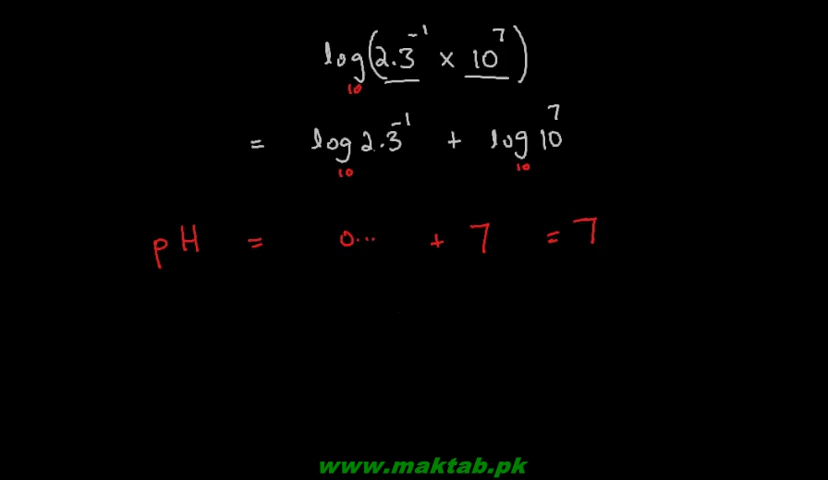 log₁₀(2.3⁻¹ × 10⁷)
= log₁₀ 2.3⁻¹ + log₁₀ 10⁷
pH = 0... + 7 = 7
www.maktab.pk